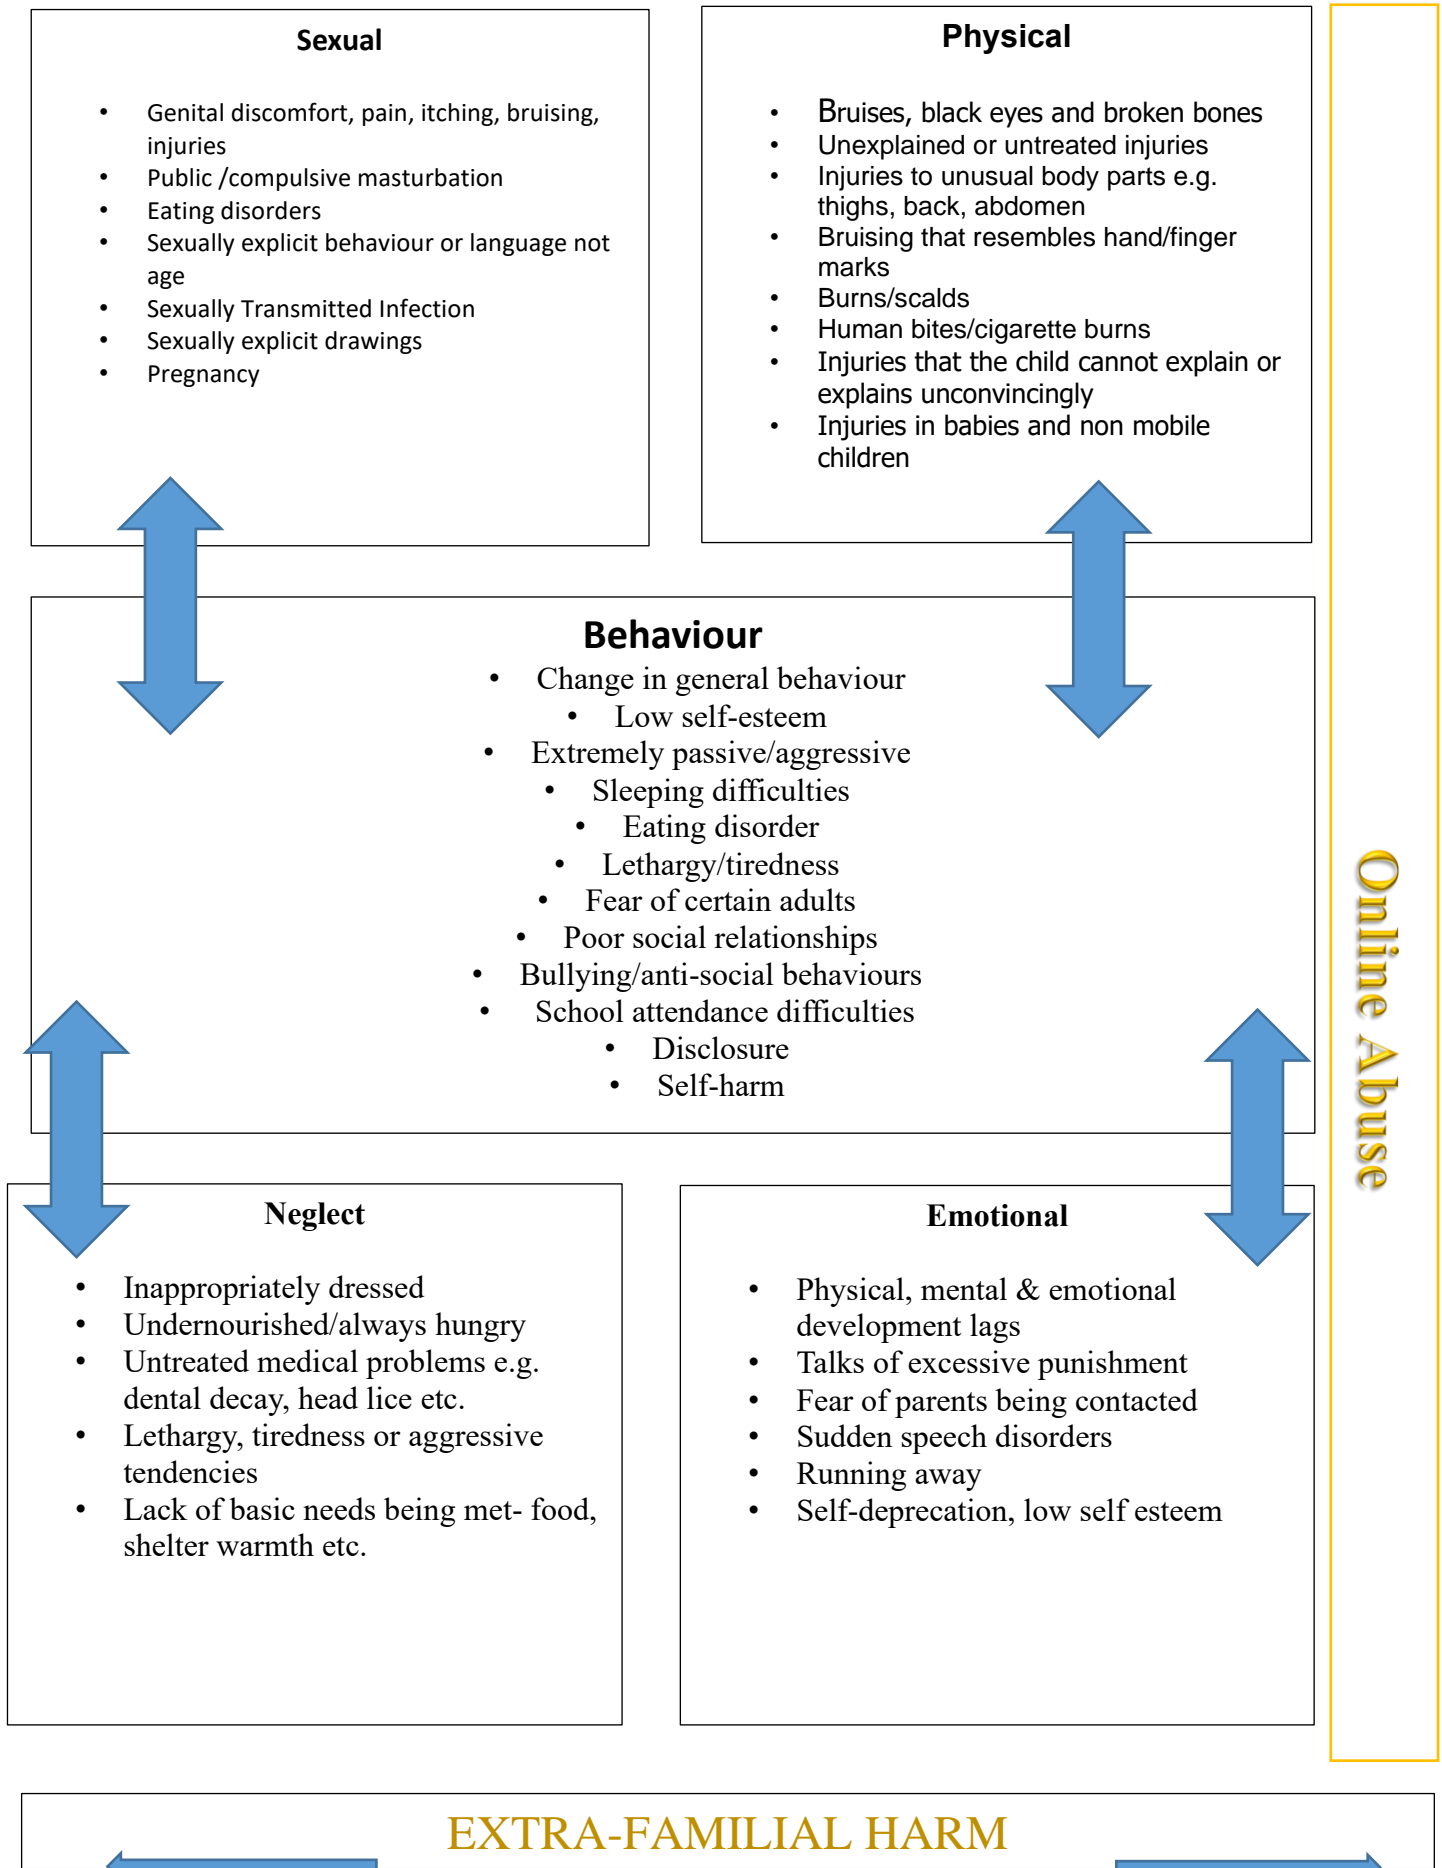 Sexual
• Genital discomfort, pain, itching, bruising,
injuries
• Public /compulsive masturbation
• Eating disorders
• Sexually explicit behaviour or language not
age
• Sexually Transmitted Infection
• Sexually explicit drawings
• Pregnancy
Physical
• Bruises, black eyes and broken bones
• Unexplained or untreated injuries
• Injuries to unusual body parts e.g.
thighs, back, abdomen
• Bruising that resembles hand/finger
marks
• Burns/scalds
• Human bites/cigarette burns
• Injuries that the child cannot explain or
explains unconvincingly
• Injuries in babies and non mobile
children
Behaviour
• Change in general behaviour
• Low self-esteem
• Extremely passive/aggressive
• Sleeping difficulties
• Eating disorder
• Lethargy/tiredness
• Fear of certain adults
• Poor social relationships
• Bullying/anti-social behaviours
• School attendance difficulties
• Disclosure
• Self-harm
Neglect
• Inappropriately dressed
• Undernourished/always hungry
• Untreated medical problems e.g.
dental decay, head lice etc.
• Lethargy, tiredness or aggressive
tendencies
• Lack of basic needs being met- food,
shelter warmth etc.
Emotional
• Physical, mental & emotional
development lags
• Talks of excessive punishment
• Fear of parents being contacted
• Sudden speech disorders
• Running away
• Self-deprecation, low self esteem
Online Abuse
EXTRA-FAMILIAL HARM